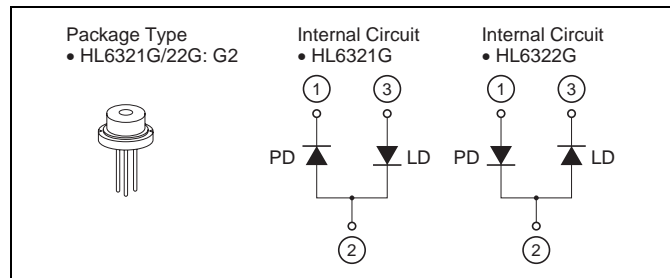 Package Type
• HL6321G/22G: G2
Internal Circuit
• HL6321G
1
3
PD
LD
2
Internal Circuit
• HL6322G
1
3
PD
LD
2